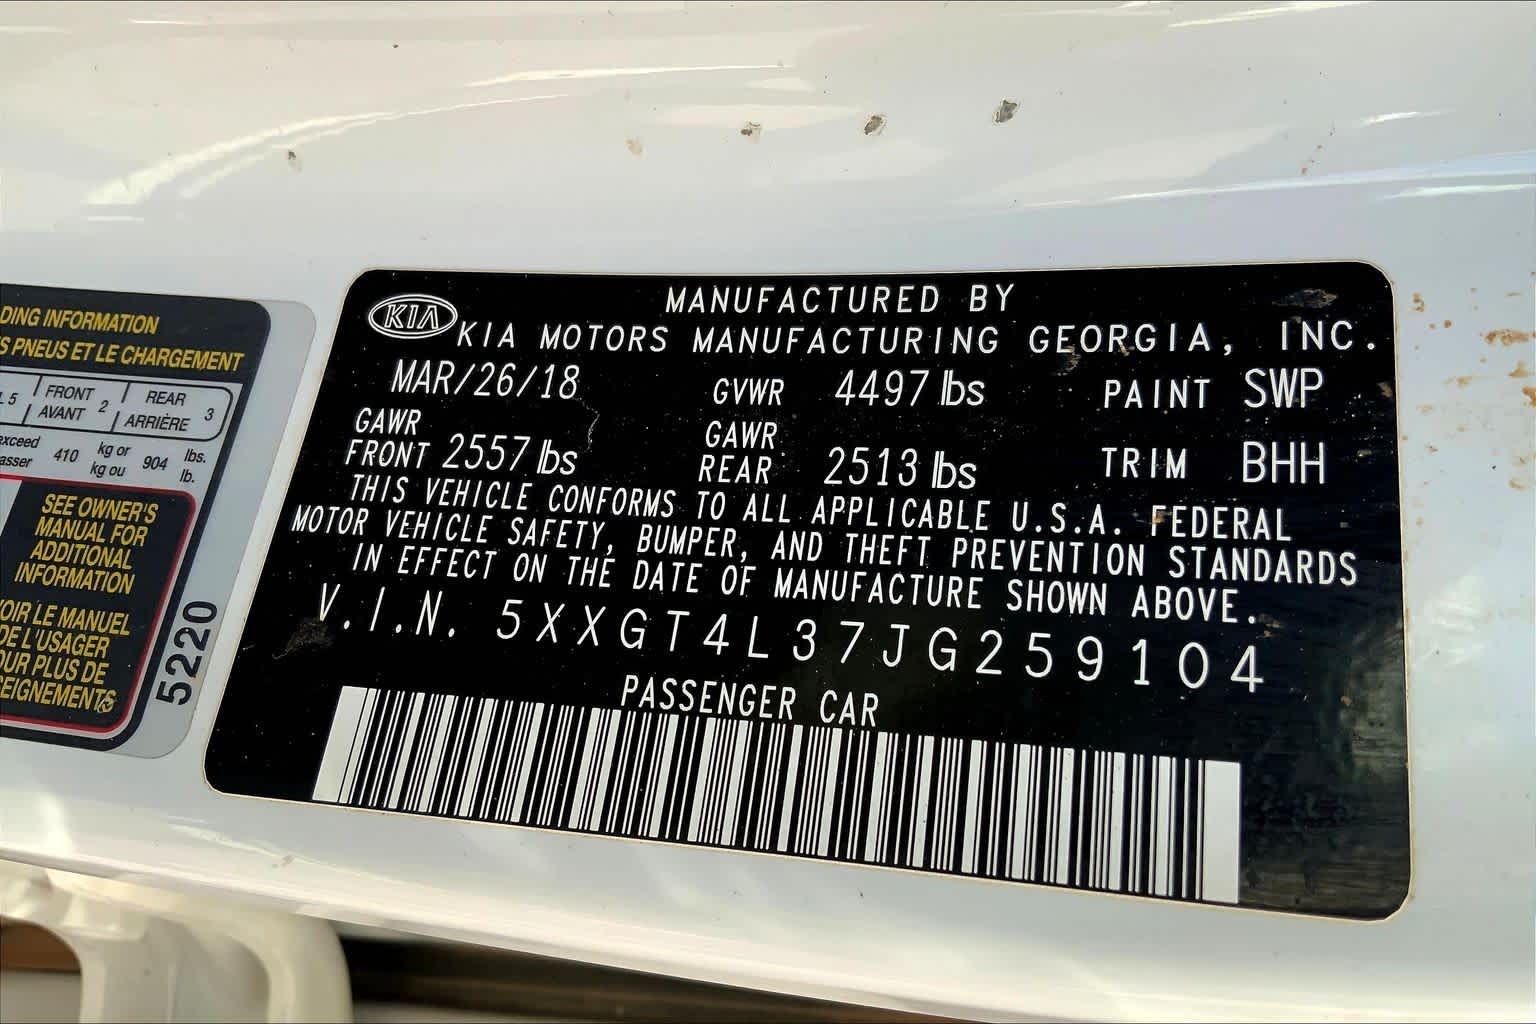 DING INFORMATION
S PNEUS ET LE CHARGEMENT
L 5 FRONT AVANT 2 REAR ARRIÈRE 3
exceed
asser 410 kg or kg ou 904 lbs. lb.
SEE OWNER'S
MANUAL FOR
ADDITIONAL
INFORMATION
OIR LE MANUEL
DE L'USAGER
OUR PLUS DE
EIGNEMENTS
5220
KIA
MANUFACTURED BY
KIA MOTORS MANUFACTURING GEORGIA, INC.
MAR/26/18 GVWR 4497 lbs PAINT SWP
GAWR FRONT 2557 lbs GAWR REAR 2513 lbs TRIM BHH
THIS VEHICLE CONFORMS TO ALL APPLICABLE U.S.A. FEDERAL
MOTOR VEHICLE SAFETY, BUMPER, AND THEFT PREVENTION STANDARDS
IN EFFECT ON THE DATE OF MANUFACTURE SHOWN ABOVE.
V.I.N. 5XXGT4L37JG259104
PASSENGER CAR